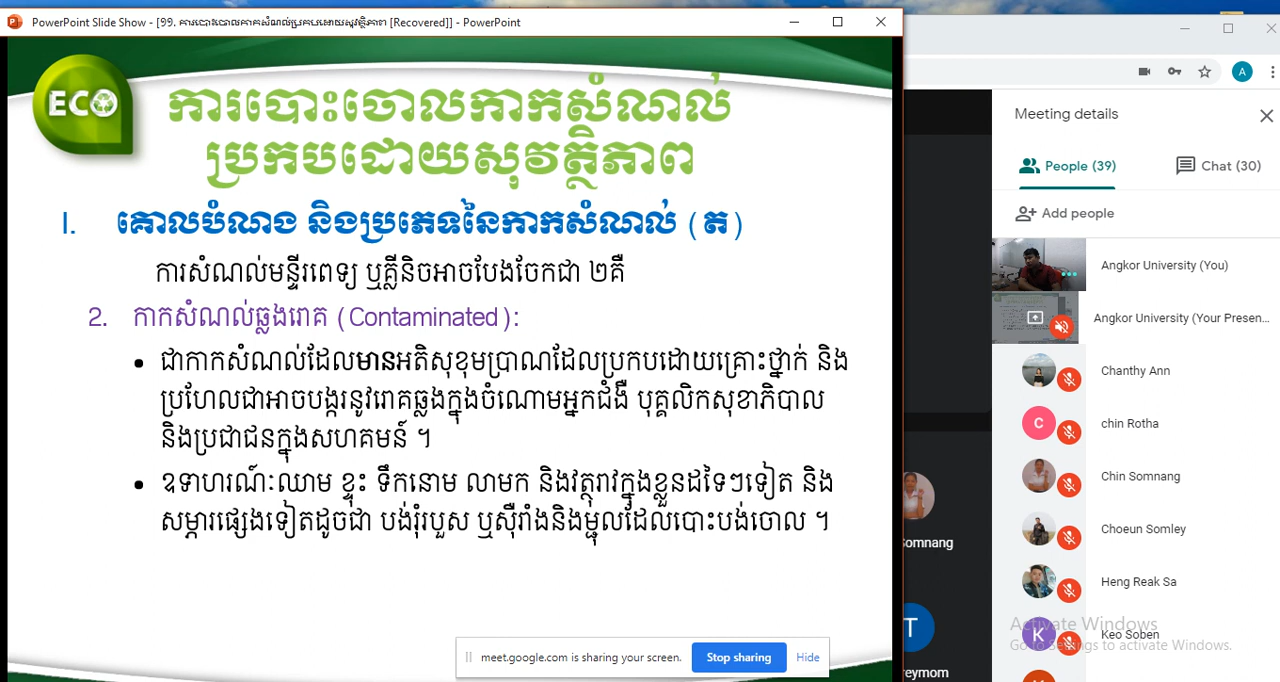 PowerPoint Slide Show - [99. ការបោះចោលកាកសំណល់ប្រកបដោយសុវត្ថិភាព [Recovered]] - PowerPoint
ECO
ការបោះចោលកាកសំណល់
ប្រកបដោយសុវត្ថិភាព
I. គោលបំណង និងប្រភេទនៃកាកសំណល់ (ត)
ការសំណល់មន្ទីរពេទ្យ ឬគ្លីនិចអាចបែងចែកជា ២គឺ
2. កាកសំណល់ឆ្លងរោគ (Contaminated):
• ជាកាកសំណល់ដែលមានអតិសុខុមប្រាណដែលប្រកបដោយគ្រោះថ្នាក់ និង
ប្រហែលជាអាចបង្ករនូវរោគឆ្លងក្នុងចំណោមអ្នកជំងឺ បុគ្គលិកសុខាភិបាល
និងប្រជាជនក្នុងសហគមន៍ ។
• ឧទាហរណ៍ៈឈាម ខ្ទុះ ទឹកនោម លាមក និងវត្ថុរាវក្នុងខ្លួនដទៃៗទៀត និង
សម្ភារផ្សេងទៀតដូចជា បង់រុំរបួស ឬស៊ឺរាំងនិងម្ជុលដែលបោះបង់ចោល ។
meet.google.com is sharing your screen.
Stop sharing
Hide
A
Meeting details
People (39)
Chat (30)
Add people
Angkor University (You)
Angkor University (Your Presen...
Chanthy Ann
C
chin Rotha
Chin Somnang
Choeun Somley
Heng Reak Sa
K
Keo Soben
Activate Windows
Go to Settings to activate Windows.
Somnang
T
reymom